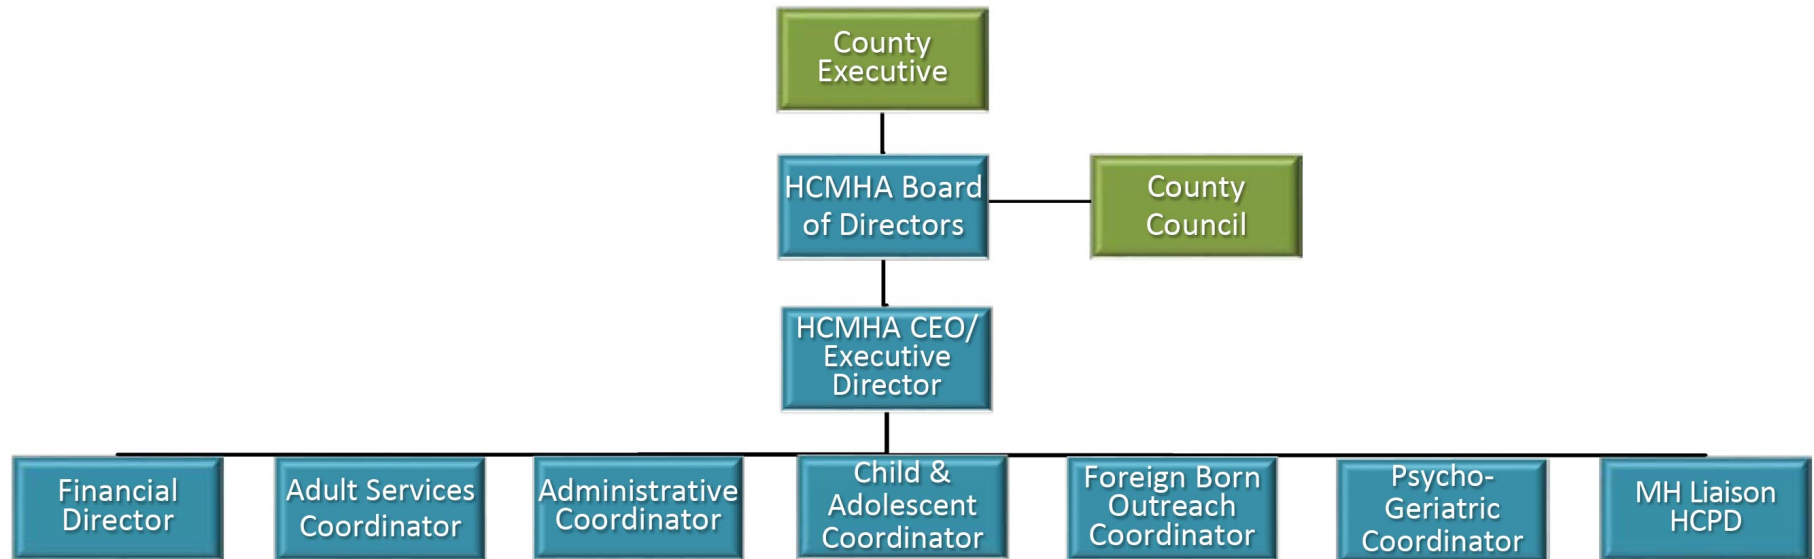 County
Executive
HCMHA Board
of Directors
County
Council
HCMHA CEO/
Executive
Director
Financial
Director
Adult Services
Coordinator
Administrative
Coordinator
Child &
Adolescent
Coordinator
Foreign Born
Outreach
Coordinator
Psycho-
Geriatric
Coordinator
MH Liaison
HCPD